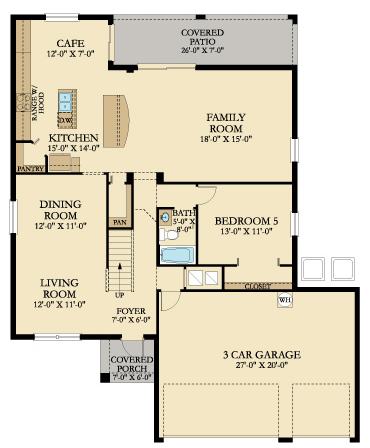 CAFE
12'-0" X 7'-0"
COVERED
PATIO
26'-0" X 7'-0"
RANGE W/
HOOD
D.W.
FAMILY
ROOM
18'-0" X 15'-0"
KITCHEN
15'-0" X 14'-0"
PANTRY
DINING
ROOM
12'-0" X 11'-0"
PAN
BATH
5'-0" X
8'-0"
BEDROOM 5
13'-0" X 11'-0"
LIVING
ROOM
12'-0" X 11'-0"
UP
FOYER
7'-0" X 6'-0"
CLOSET
WH
COVERED
PORCH
7'-0" X 6'-0"
3 CAR GARAGE
27'-0" X 20'-0"